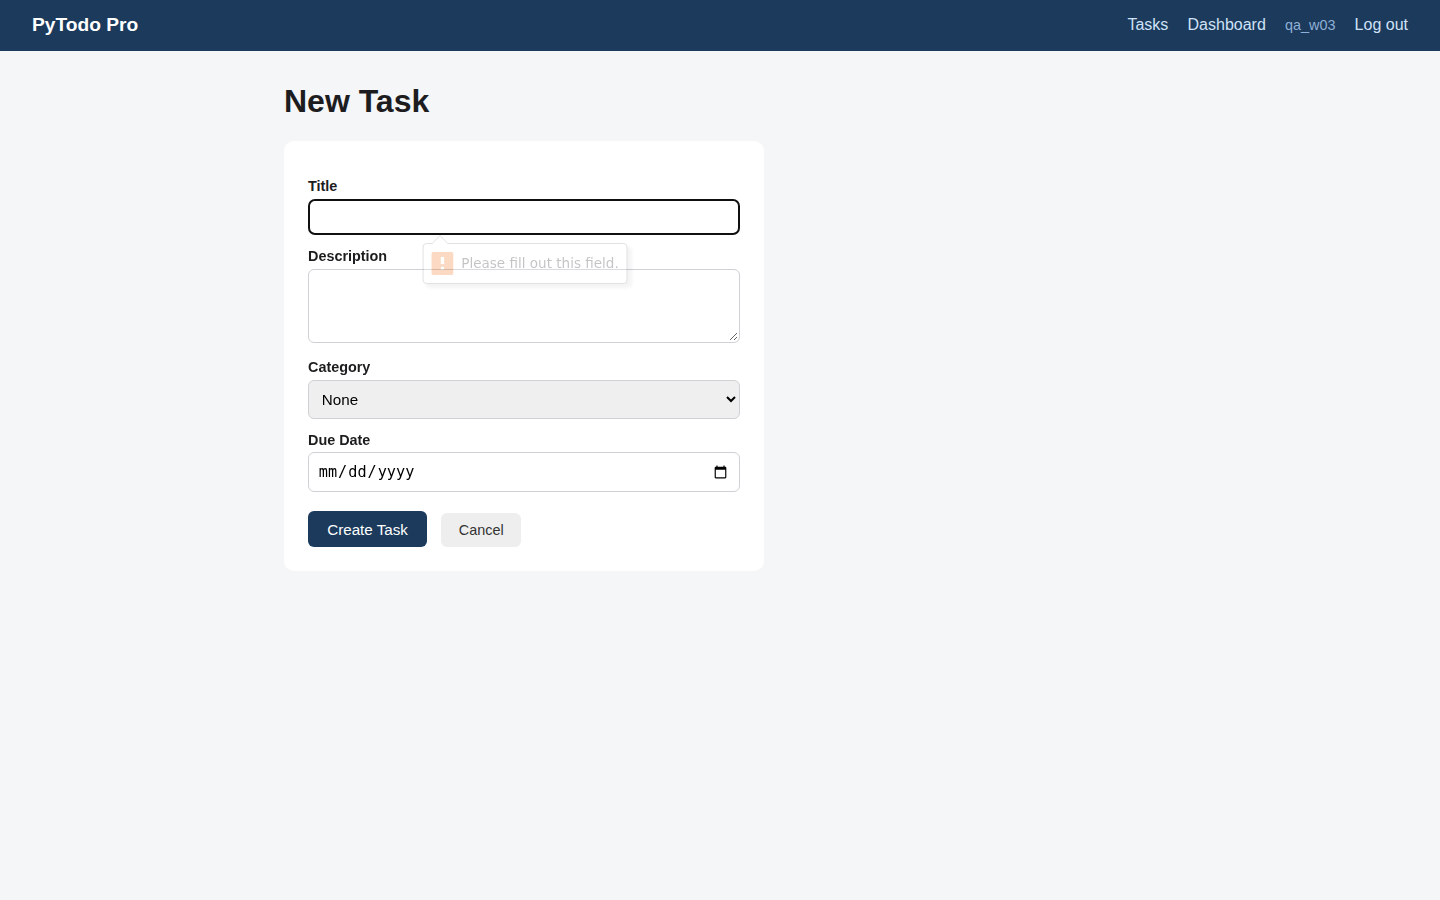 PyTodo Pro
Tasks Dashboard qa_w03 Log out
New Task
Title
Please fill out this field.
Description
Category
None
Due Date
mm/dd/yyyy
Create Task Cancel